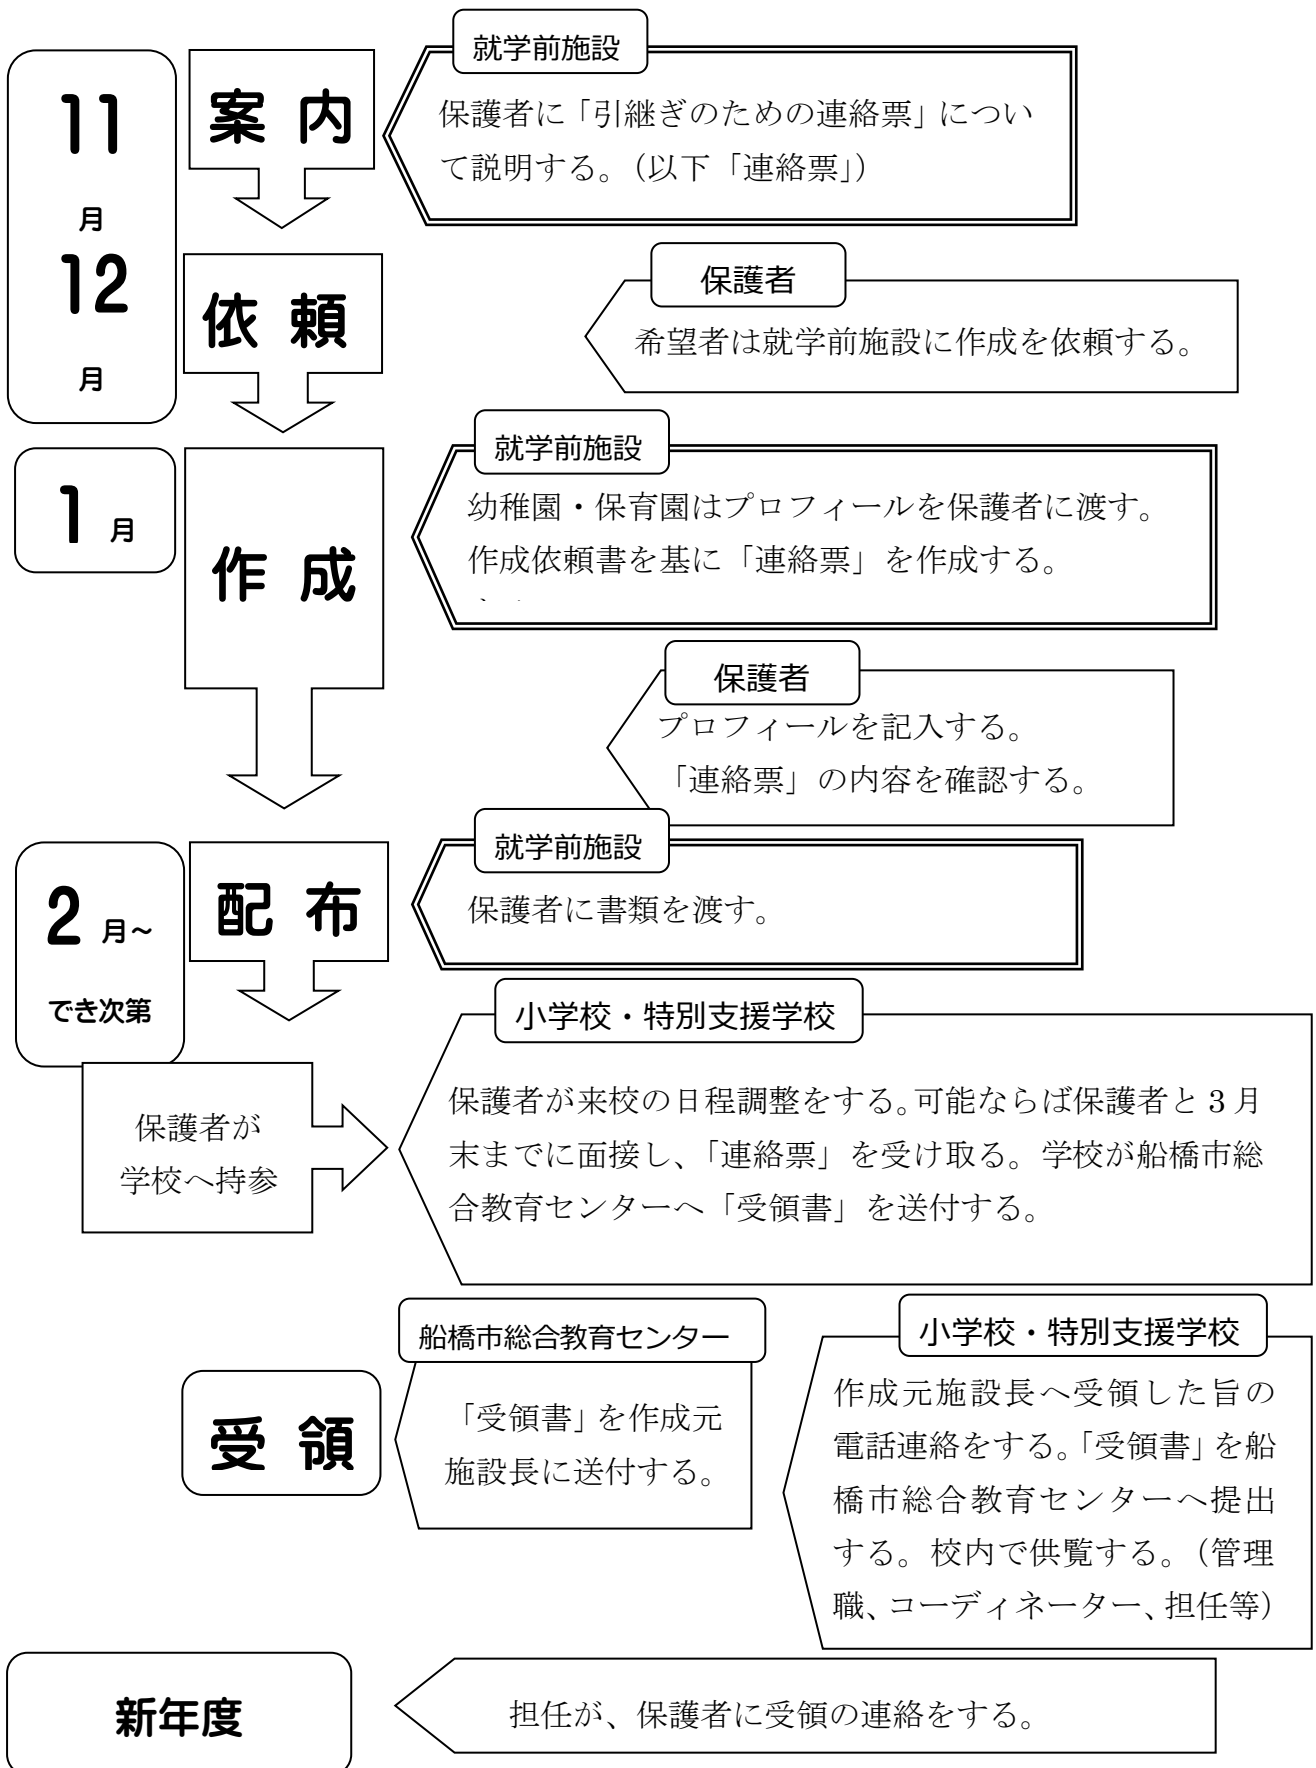 11
月
12
月
案 内
就学前施設
保護者に「引継ぎのための連絡票」につい
て説明する。（以下「連絡票」）
依 頼
保護者
希望者は就学前施設に作成を依頼する。
1 月
作 成
就学前施設
幼稚園・保育園はプロフィールを保護者に渡す。
作成依頼書を基に「連絡票」を作成する。
保護者
プロフィールを記入する。
「連絡票」の内容を確認する。
2 月～
でき次第
配 布
就学前施設
保護者に書類を渡す。
保護者が
学校へ持参
小学校・特別支援学校
保護者が来校の日程調整をする。可能ならば保護者と３月
末までに面接し、「連絡票」を受け取る。学校が船橋市総
合教育センターへ「受領書」を送付する。
受 領
船橋市総合教育センター
「受領書」を作成元
施設長に送付する。
小学校・特別支援学校
作成元施設長へ受領した旨の
電話連絡をする。「受領書」を船
橋市総合教育センターへ提出
する。校内で供覧する。（管理
職、コーディネーター、担任等）
新年度
担任が、保護者に受領の連絡をする。